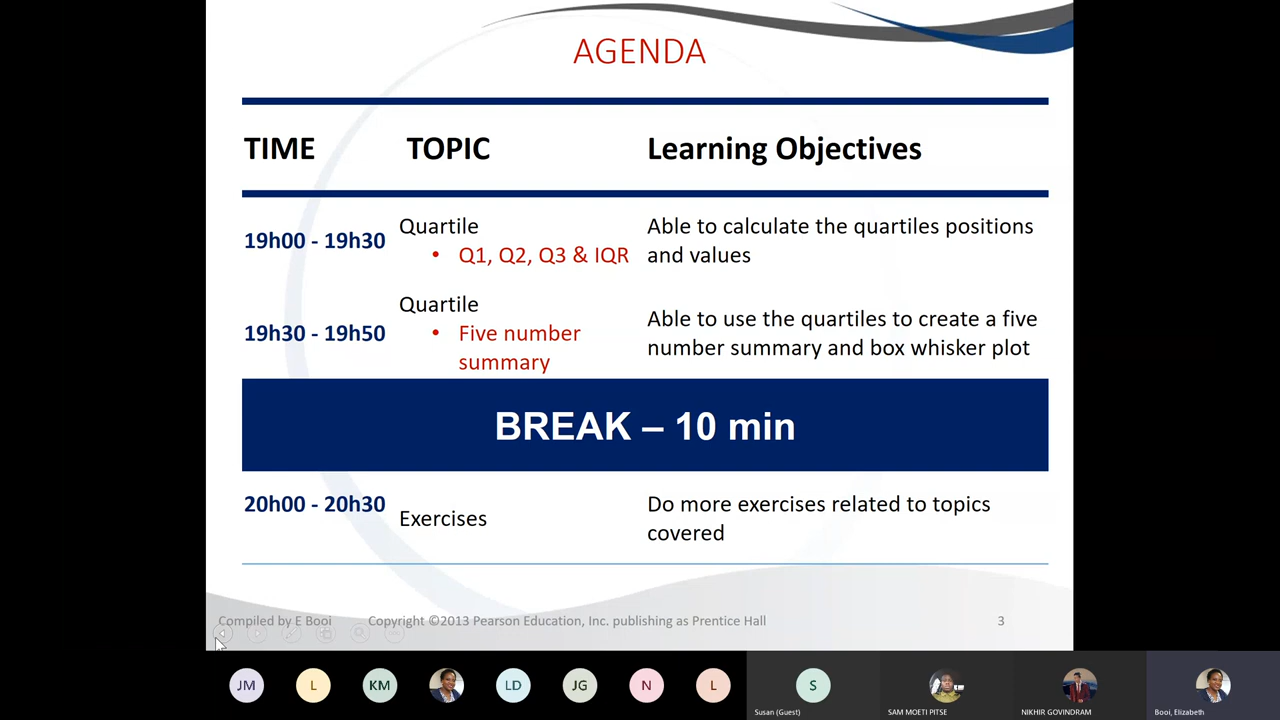 AGENDA
TIME TOPIC Learning Objectives
19h00 - 19h30
Quartile
• Q1, Q2, Q3 & IQR
Able to calculate the quartiles positions
and values
19h30 - 19h50
Quartile
• Five number
summary
Able to use the quartiles to create a five
number summary and box whisker plot
BREAK – 10 min
20h00 - 20h30
Exercises
Do more exercises related to topics
covered
Compiled by E Booi Copyright ©2013 Pearson Education, Inc. publishing as Prentice Hall 3
JM L KM LD JG N L S
Susan (Guest) SAM MOETI PITSE NIKHIR GOVINDRAM Booi, Elizabeth